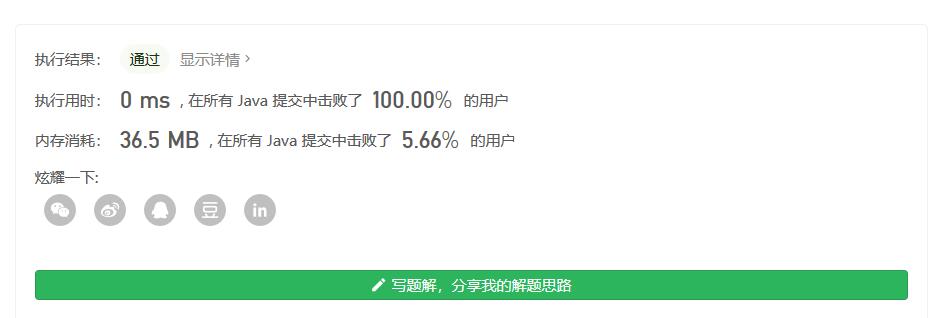 执行结果： 通过 显示详情 ›
执行用时： 0 ms , 在所有 Java 提交中击败了 100.00% 的用户
内存消耗： 36.5 MB , 在所有 Java 提交中击败了 5.66% 的用户
炫耀一下:
豆 in
写题解，分享我的解题思路